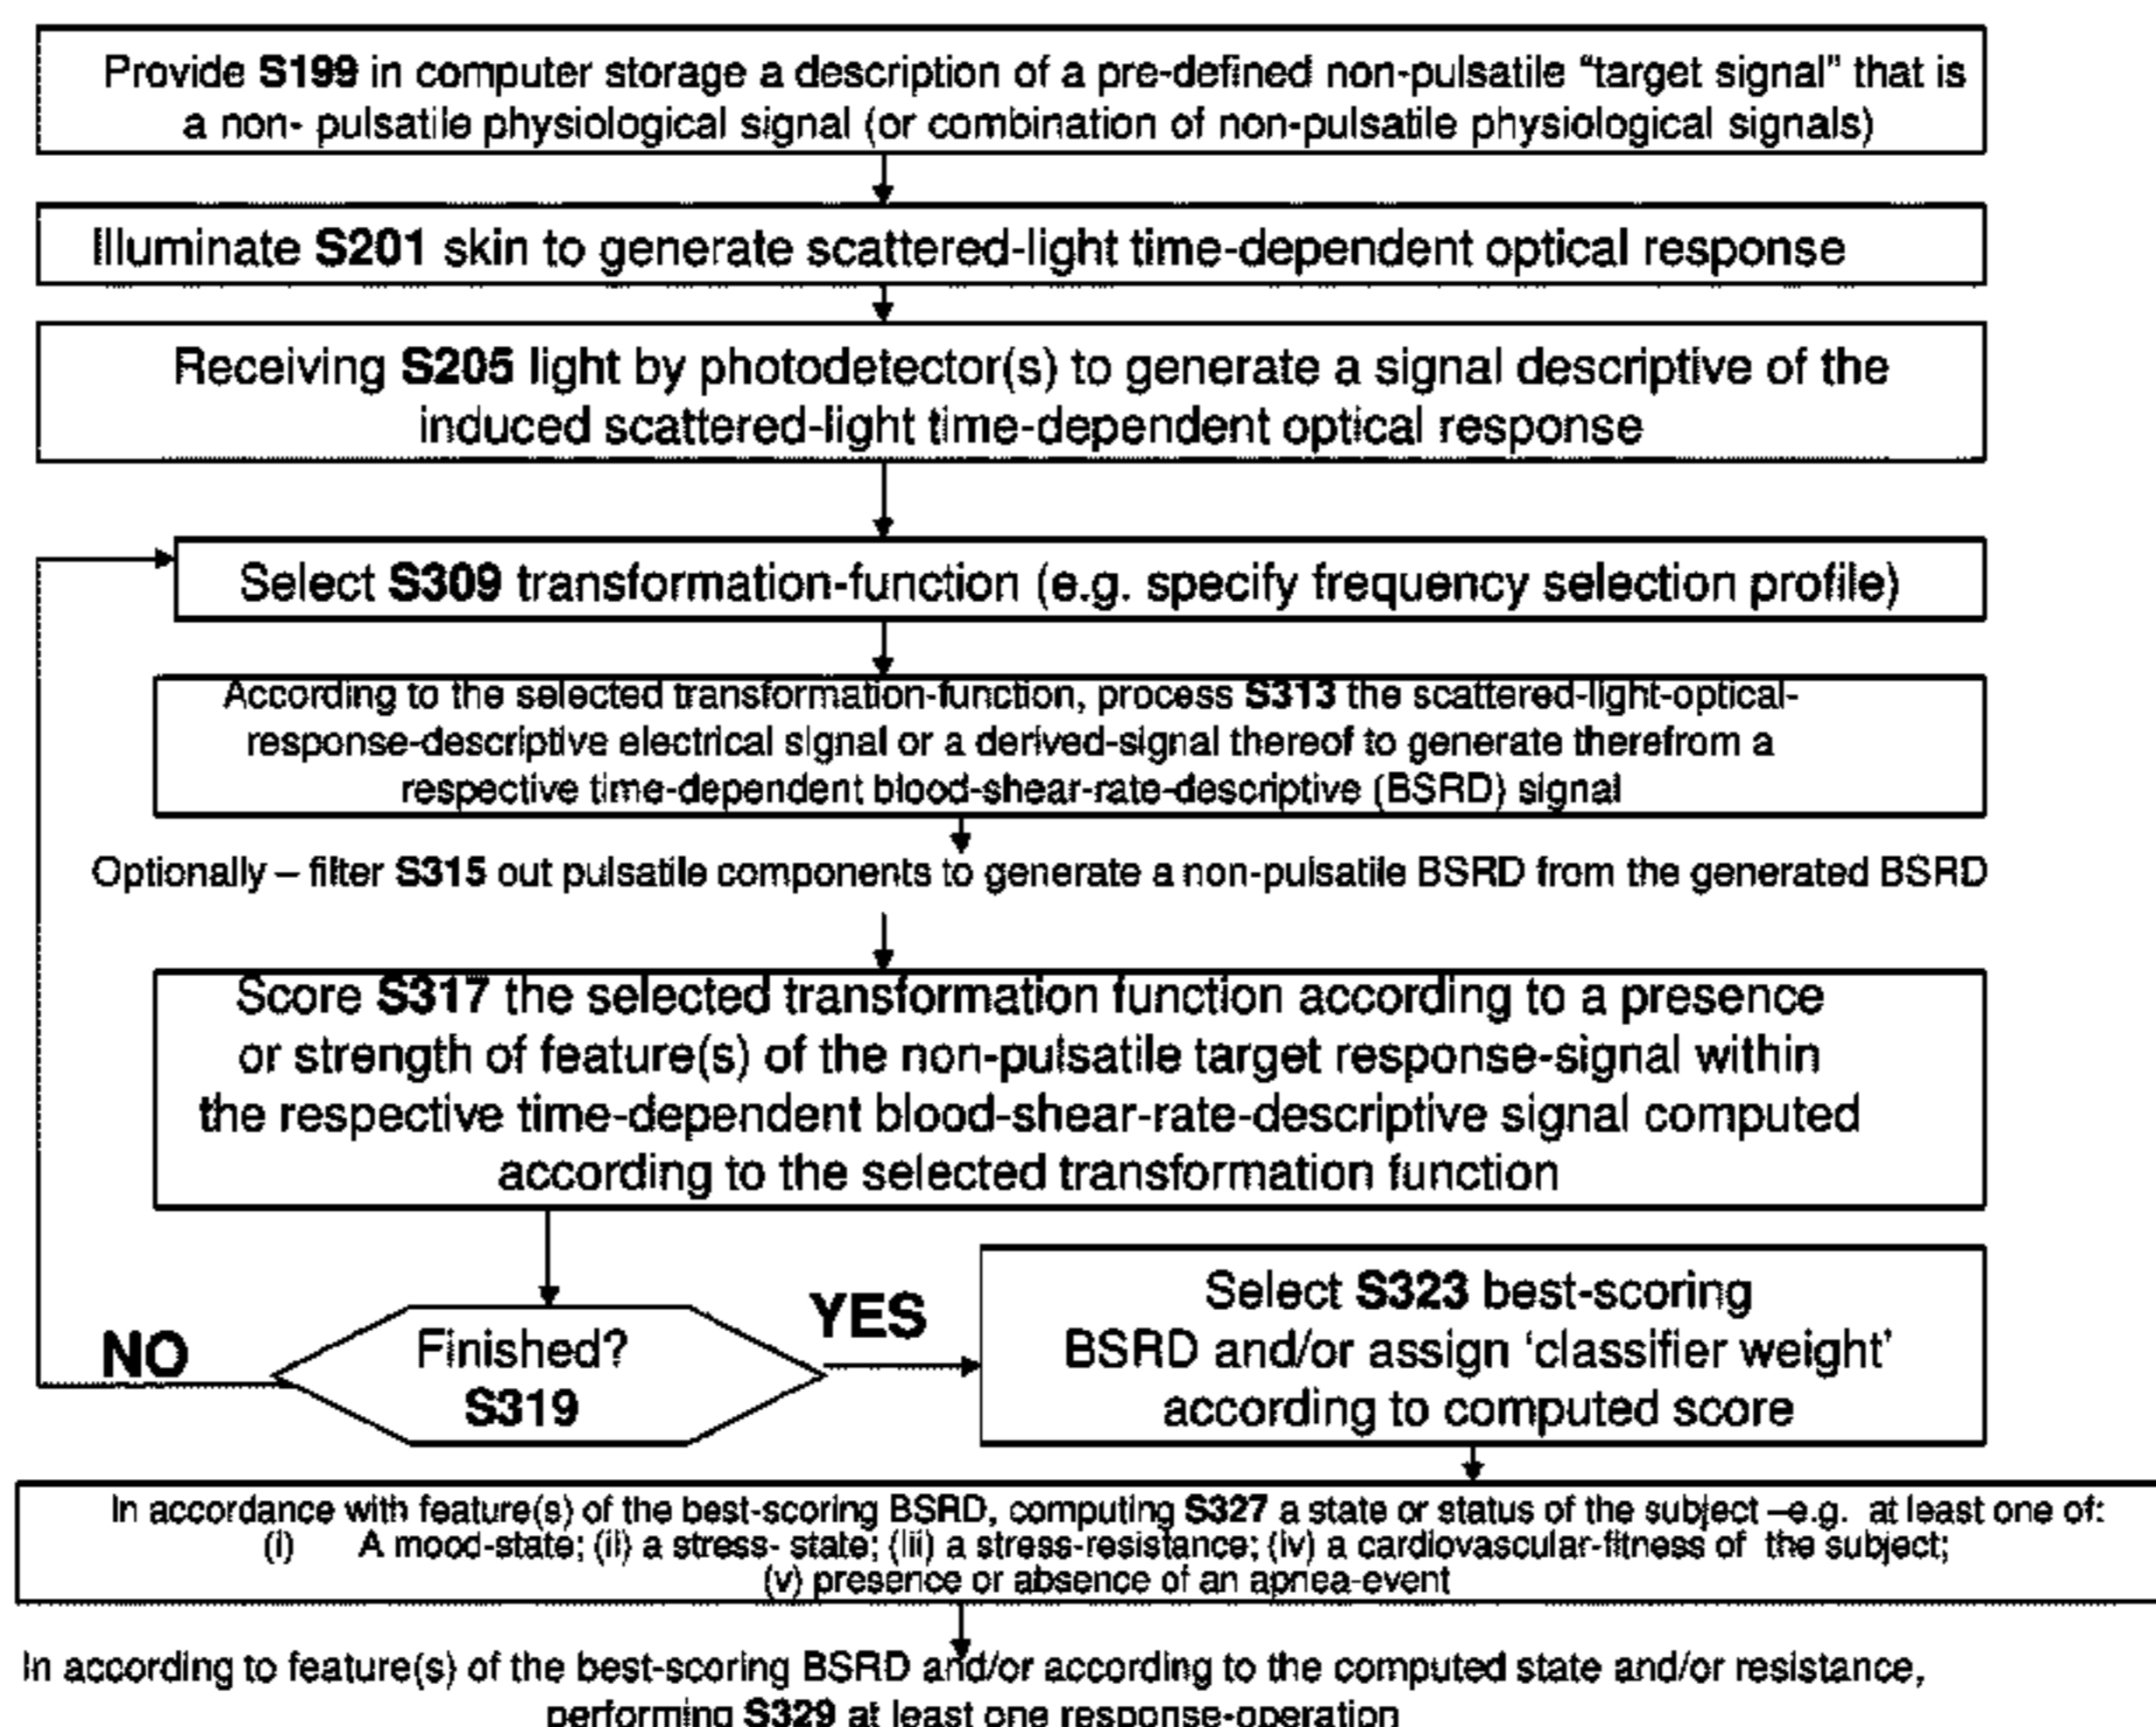 Provide S199 in computer storage a description of a pre-defined non-pulsatile “target signal” that is
a non- pulsatile physiological signal (or combination of non-pulsatile physiological signals)
Illuminate S201 skin to generate scattered-light time-dependent optical response
Receiving S205 light by photodetector(s) to generate a signal descriptive of the
induced scattered-light time-dependent optical response
Select S309 transformation-function (e.g. specify frequency selection profile)
According to the selected transformation-function, process S313 the scattered-light-optical-
response-descriptive electrical signal or a derived-signal thereof to generate therefrom a
respective time-dependent blood-shear-rate-descriptive (BSRD) signal
Optionally – filter S315 out pulsatile components to generate a non-pulsatile BSRD from the generated BSRD
Score S317 the selected transformation function according to a presence
or strength of feature(s) of the non-pulsatile target response-signal within
the respective time-dependent blood-shear-rate-descriptive signal computed
according to the selected transformation function
NO
Finished?
S319
YES
Select S323 best-scoring
BSRD and/or assign ‘classifier weight’
according to computed score
In accordance with feature(s) of the best-scoring BSRD, computing S327 a state or status of the subject –e.g. at least one of:
(i) A mood-state; (ii) a stress- state; (iii) a stress-resistance; (iv) a cardiovascular-fitness of the subject;
(v) presence or absence of an apnea-event
In according to feature(s) of the best-scoring BSRD and/or according to the computed state and/or resistance,
performing S329 at least one response-operation